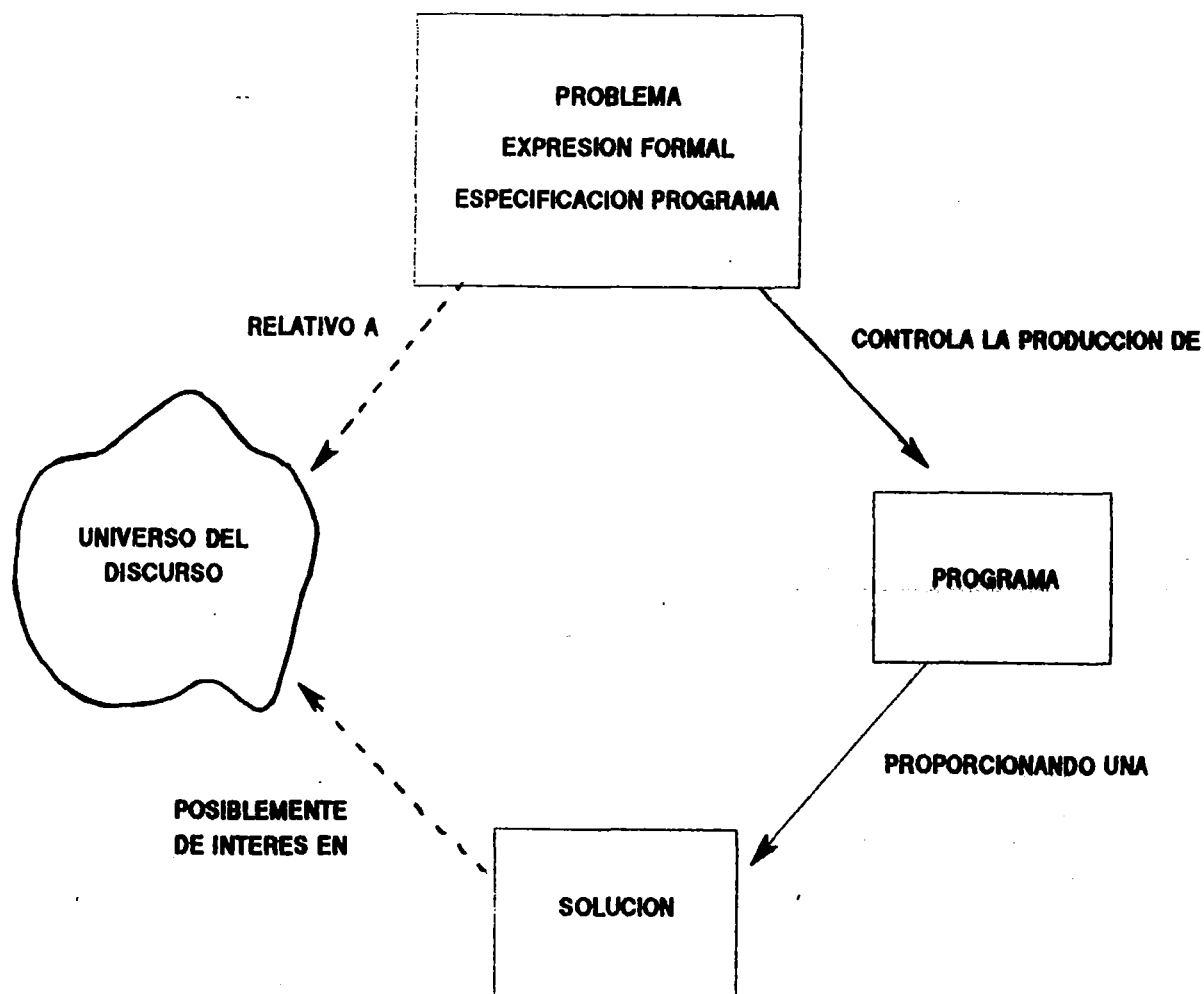 PROBLEMA
EXPRESION FORMAL
ESPECIFICACION PROGRAMA
RELATIVO A
CONTROLA LA PRODUCCION DE
UNIVERSO DEL
DISCURSO
PROGRAMA
PROPORCIONANDO UNA
POSIBLEMENTE
DE INTERES EN
SOLUCION